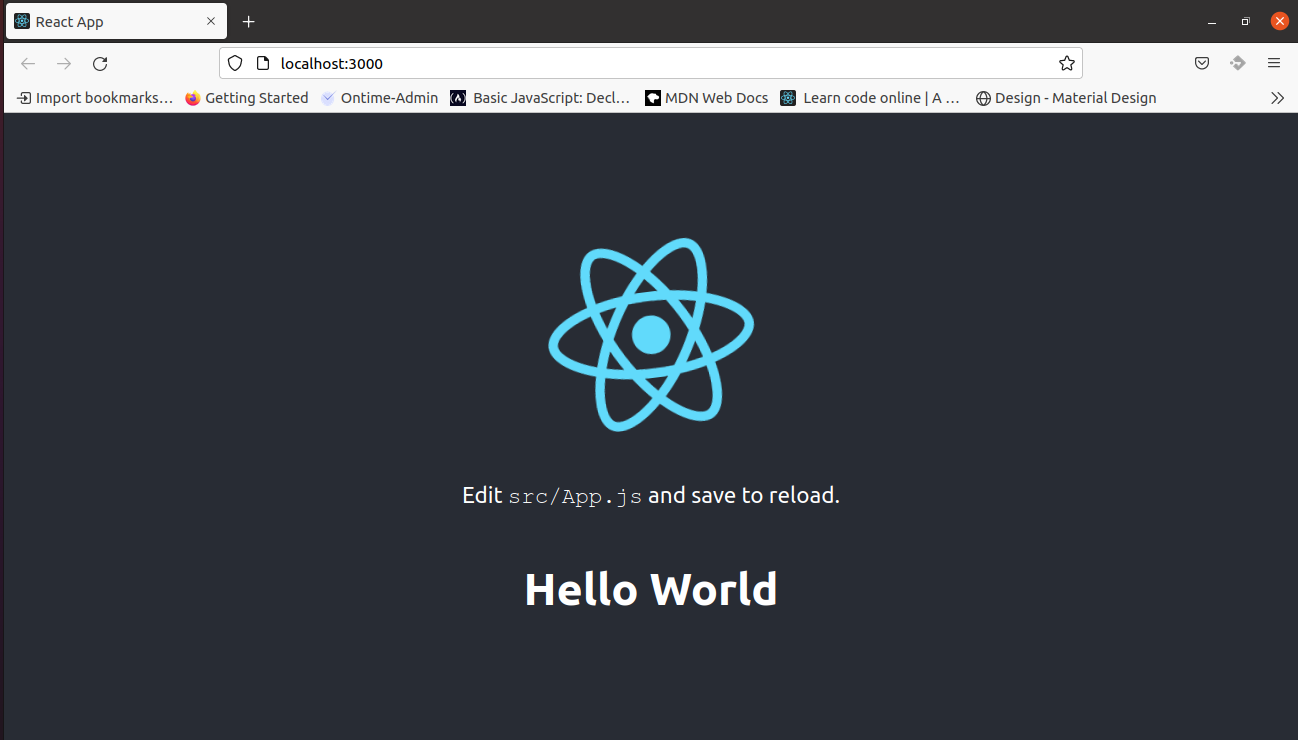 React App
localhost:3000
Import bookmarks... Getting Started Ontime-Admin Basic JavaScript: Decl... MDN Web Docs Learn code online | A ... Design - Material Design
Edit src/App.js and save to reload.
Hello World